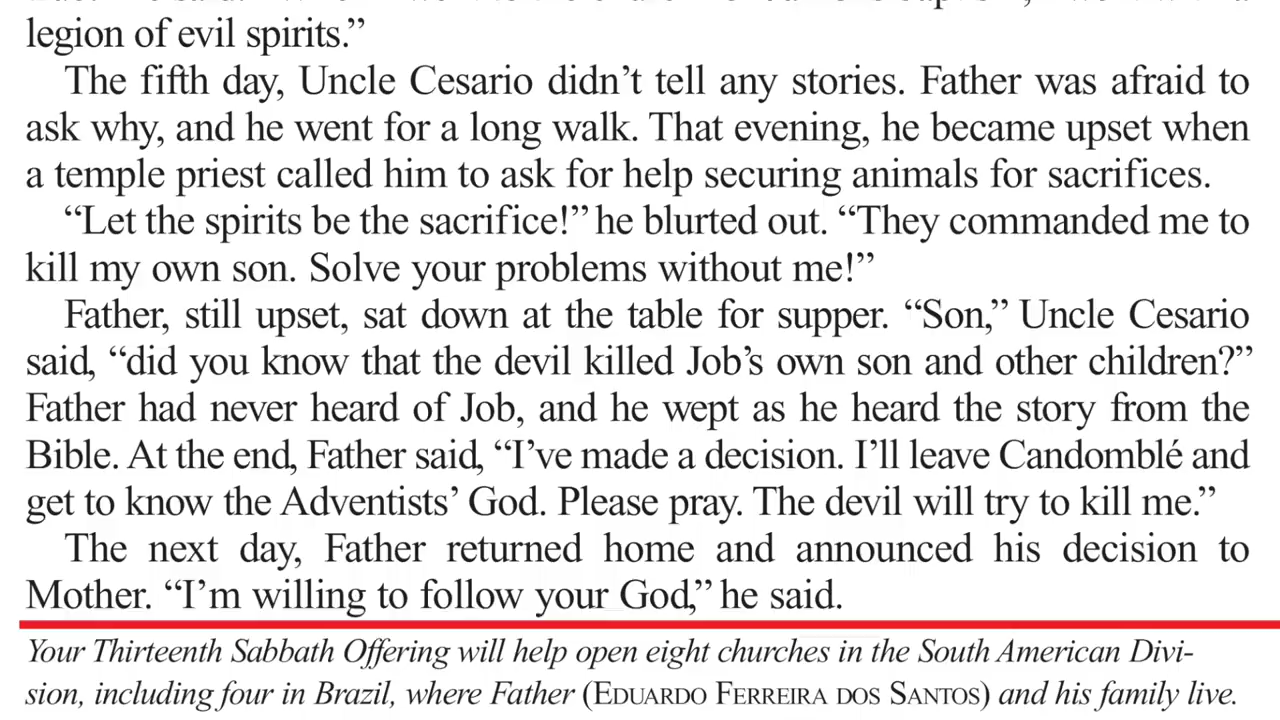 legion of evil spirits.”
The fifth day, Uncle Cesario didn’t tell any stories. Father was afraid to
ask why, and he went for a long walk. That evening, he became upset when
a temple priest called him to ask for help securing animals for sacrifices.
“Let the spirits be the sacrifice!” he blurted out. “They commanded me to
kill my own son. Solve your problems without me!”
Father, still upset, sat down at the table for supper. “Son,” Uncle Cesario
said, “did you know that the devil killed Job’s own son and other children?”
Father had never heard of Job, and he wept as he heard the story from the
Bible. At the end, Father said, “I’ve made a decision. I’ll leave Candomblé and
get to know the Adventists’ God. Please pray. The devil will try to kill me.”
The next day, Father returned home and announced his decision to
Mother. “I’m willing to follow your God,” he said.
Your Thirteenth Sabbath Offering will help open eight churches in the South American Divi-
sion, including four in Brazil, where Father (EDUARDO FERREIRA DOS SANTOS) and his family live.